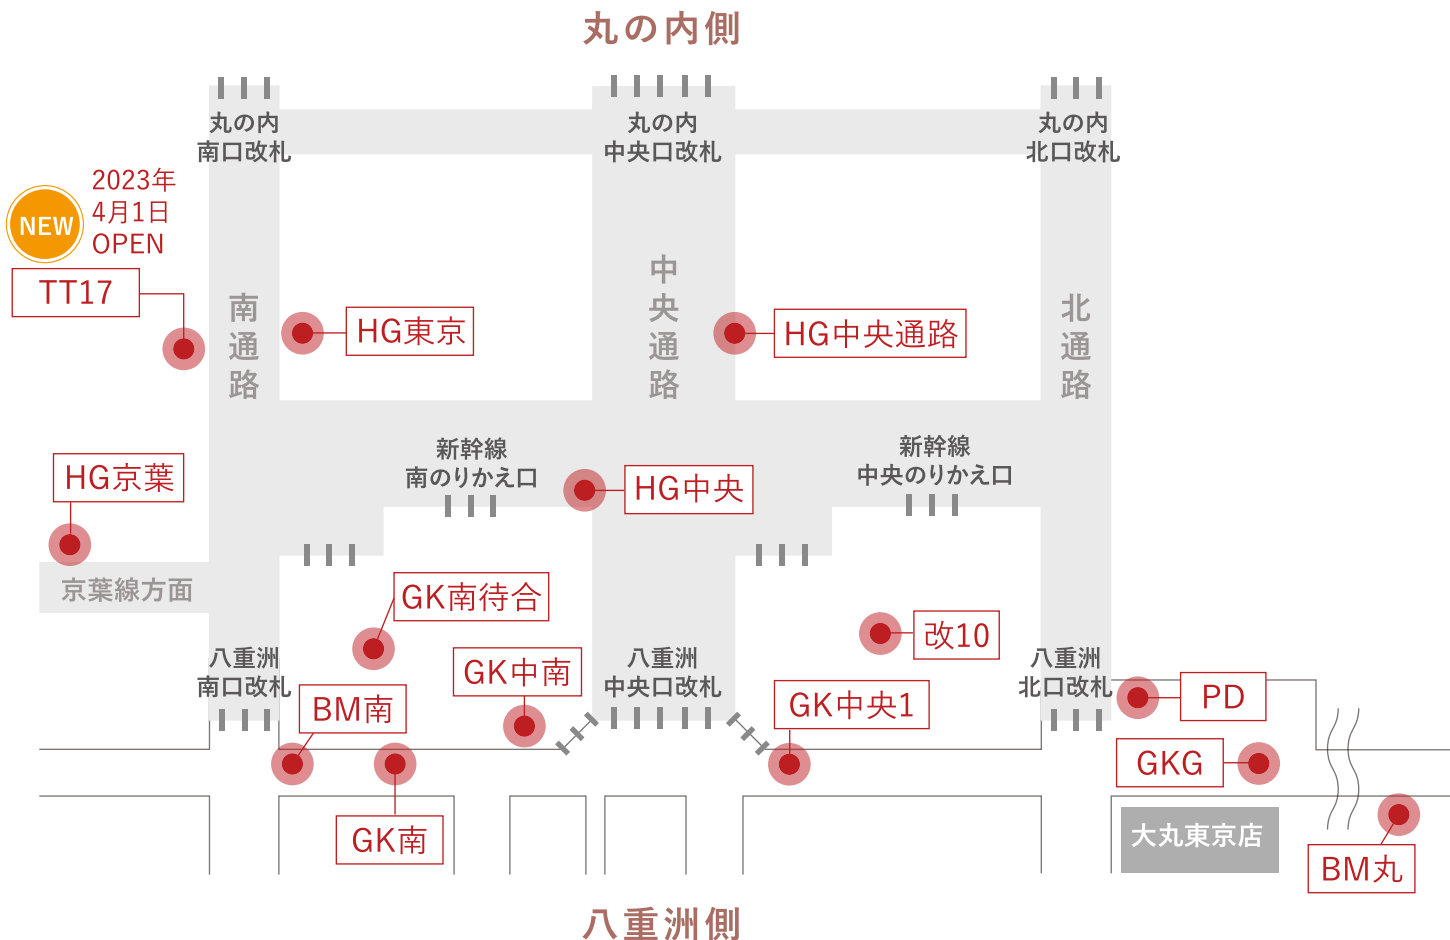 丸の内側
丸の内
南口改札
丸の内
中央口改札
丸の内
北口改札
NEW
2023年
4月1日
OPEN
TT17
南通路
HG東京
中央通路
HG中央通路
北通路
HG京葉
新幹線
南のりかえ口
HG中央
新幹線
中央のりかえ口
京葉線方面
GK南待合
改10
八重洲
南口改札
BM南
GK中南
八重洲
中央口改札
GK中央1
八重洲
北口改札
PD
GKG
GK南
大丸東京店
BM丸
八重洲側